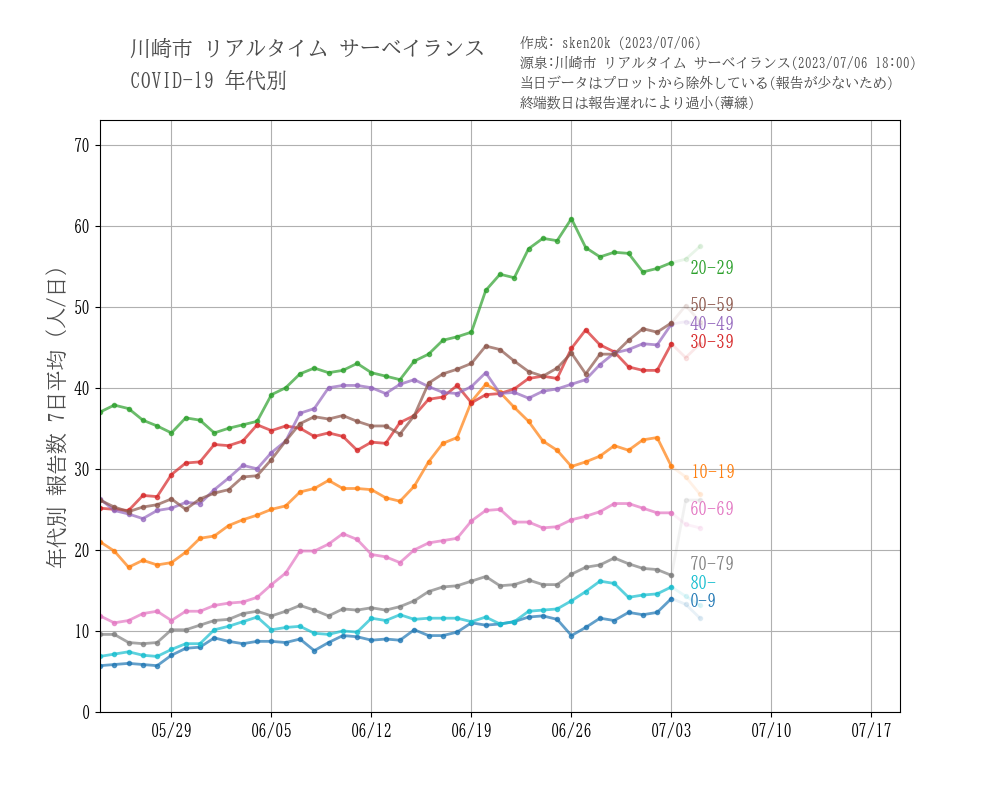 川崎市 リアルタイム サーベイランス
COVID-19 年代別
作成: sken20k (2023/07/06)
源泉:川崎市 リアルタイム サーベイランス(2023/07/06 18:00)
当日データはプロットから除外している(報告が少ないため)
終端数日は報告遅れにより過小(薄線)
年代別 報告数 7日平均 (人/日)
70
60
50
40
30
20
10
0
20-29
50-59
40-49
30-39
10-19
60-69
70-79
80-
0-9
05/29 06/05 06/12 06/19 06/26 07/03 07/10 07/17